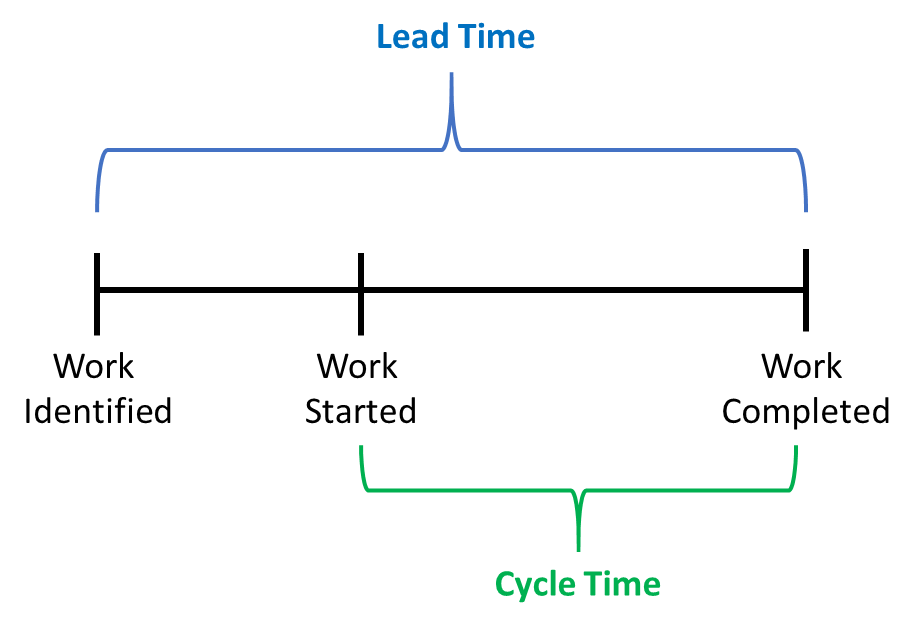 Lead Time
Work
Identified
Work
Started
Work
Completed
Cycle Time